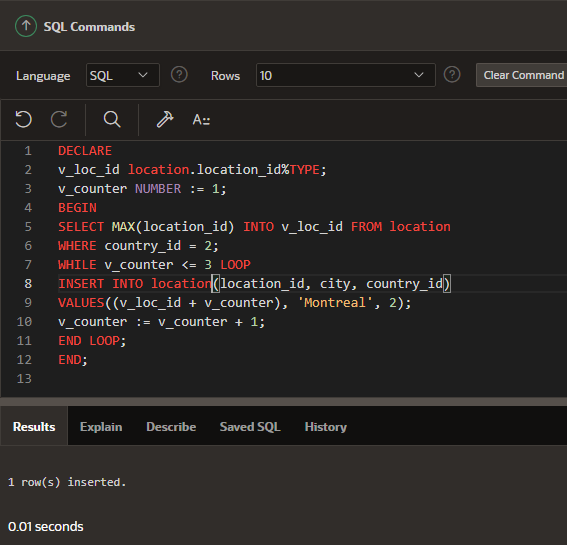 SQL Commands
Language SQL Rows 10 Clear Command
1 DECLARE
2 v_loc_id location.location_id%TYPE;
3 v_counter NUMBER := 1;
4 BEGIN
5 SELECT MAX(location_id) INTO v_loc_id FROM location
6 WHERE country_id = 2;
7 WHILE v_counter <= 3 LOOP
8 INSERT INTO location(location_id, city, country_id)
9 VALUES((v_loc_id + v_counter), 'Montreal', 2);
10 v_counter := v_counter + 1;
11 END LOOP;
12 END;
13
Results Explain Describe Saved SQL History
1 row(s) inserted.
0.01 seconds